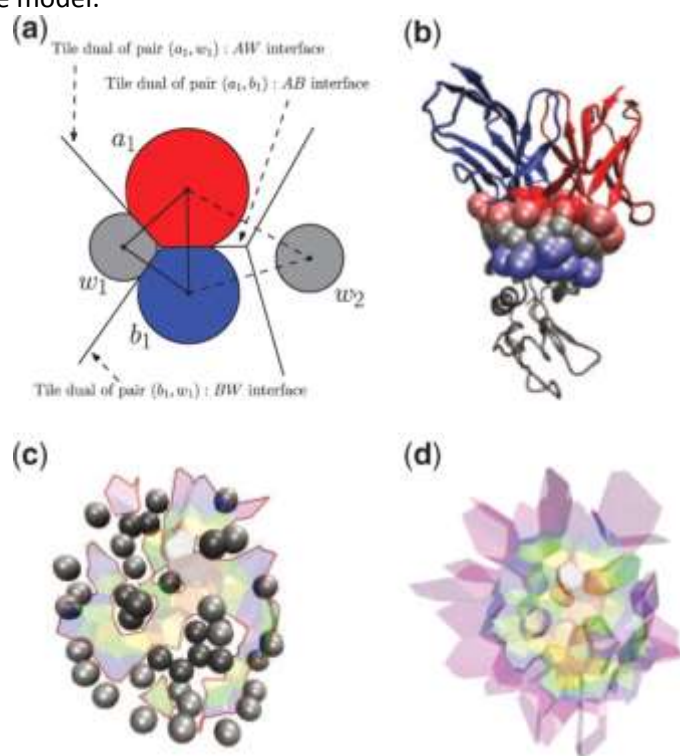 e model.
(a)
(b)
Tile dual of pair (a₁, w₁) : AW interface
Tile dual of pair (a₁, b₁) : AB interface
a₁
w₁
w₂
b₁
Tile dual of pair (b₁, w₁) : BW interface
(c)
(d)